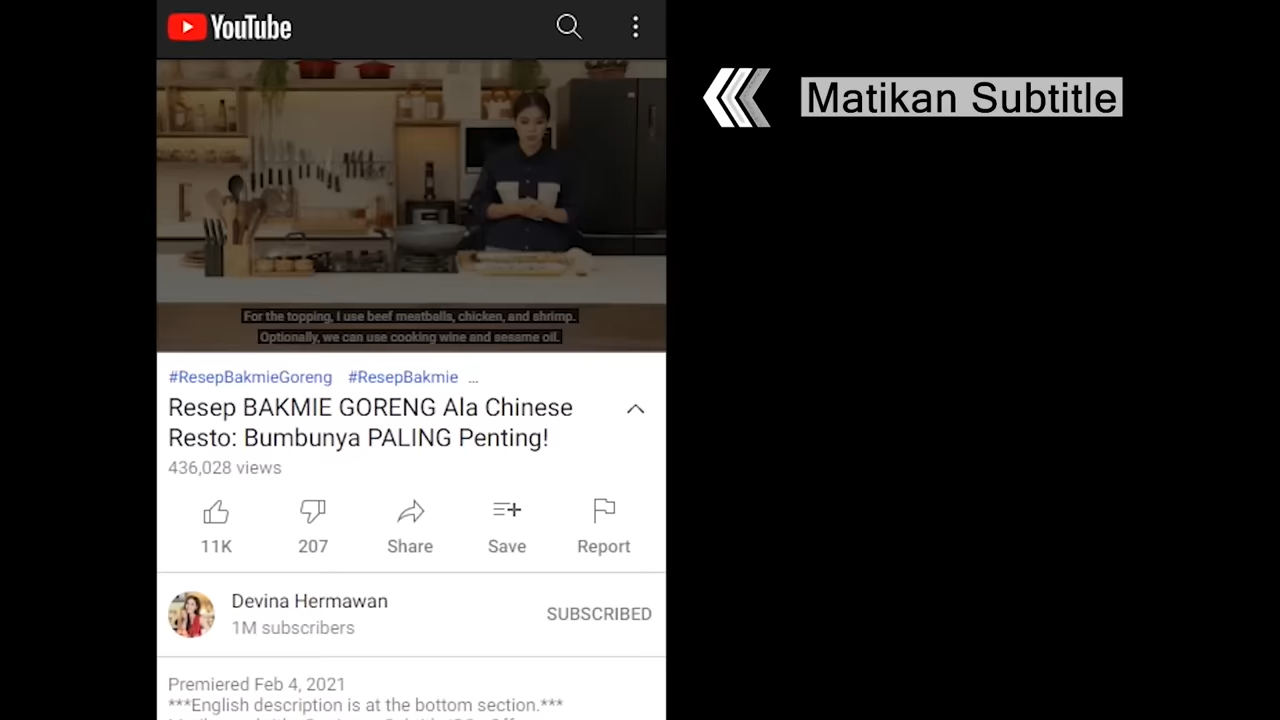 YouTube
Matikan Subtitle
For the topping, I use beef meatballs, chicken, and shrimp.
Optionally, we can use cooking wine and sesame oil.
#ResepBakmieGoreng #ResepBakmie ...
Resep BAKMIE GORENG Ala Chinese
Resto: Bumbunya PALING Penting!
436,028 views
11K 207 Share Save Report
Devina Hermawan
SUBSCRIBED
1M subscribers
Premiered Feb 4, 2021
***English description is at the bottom section.***